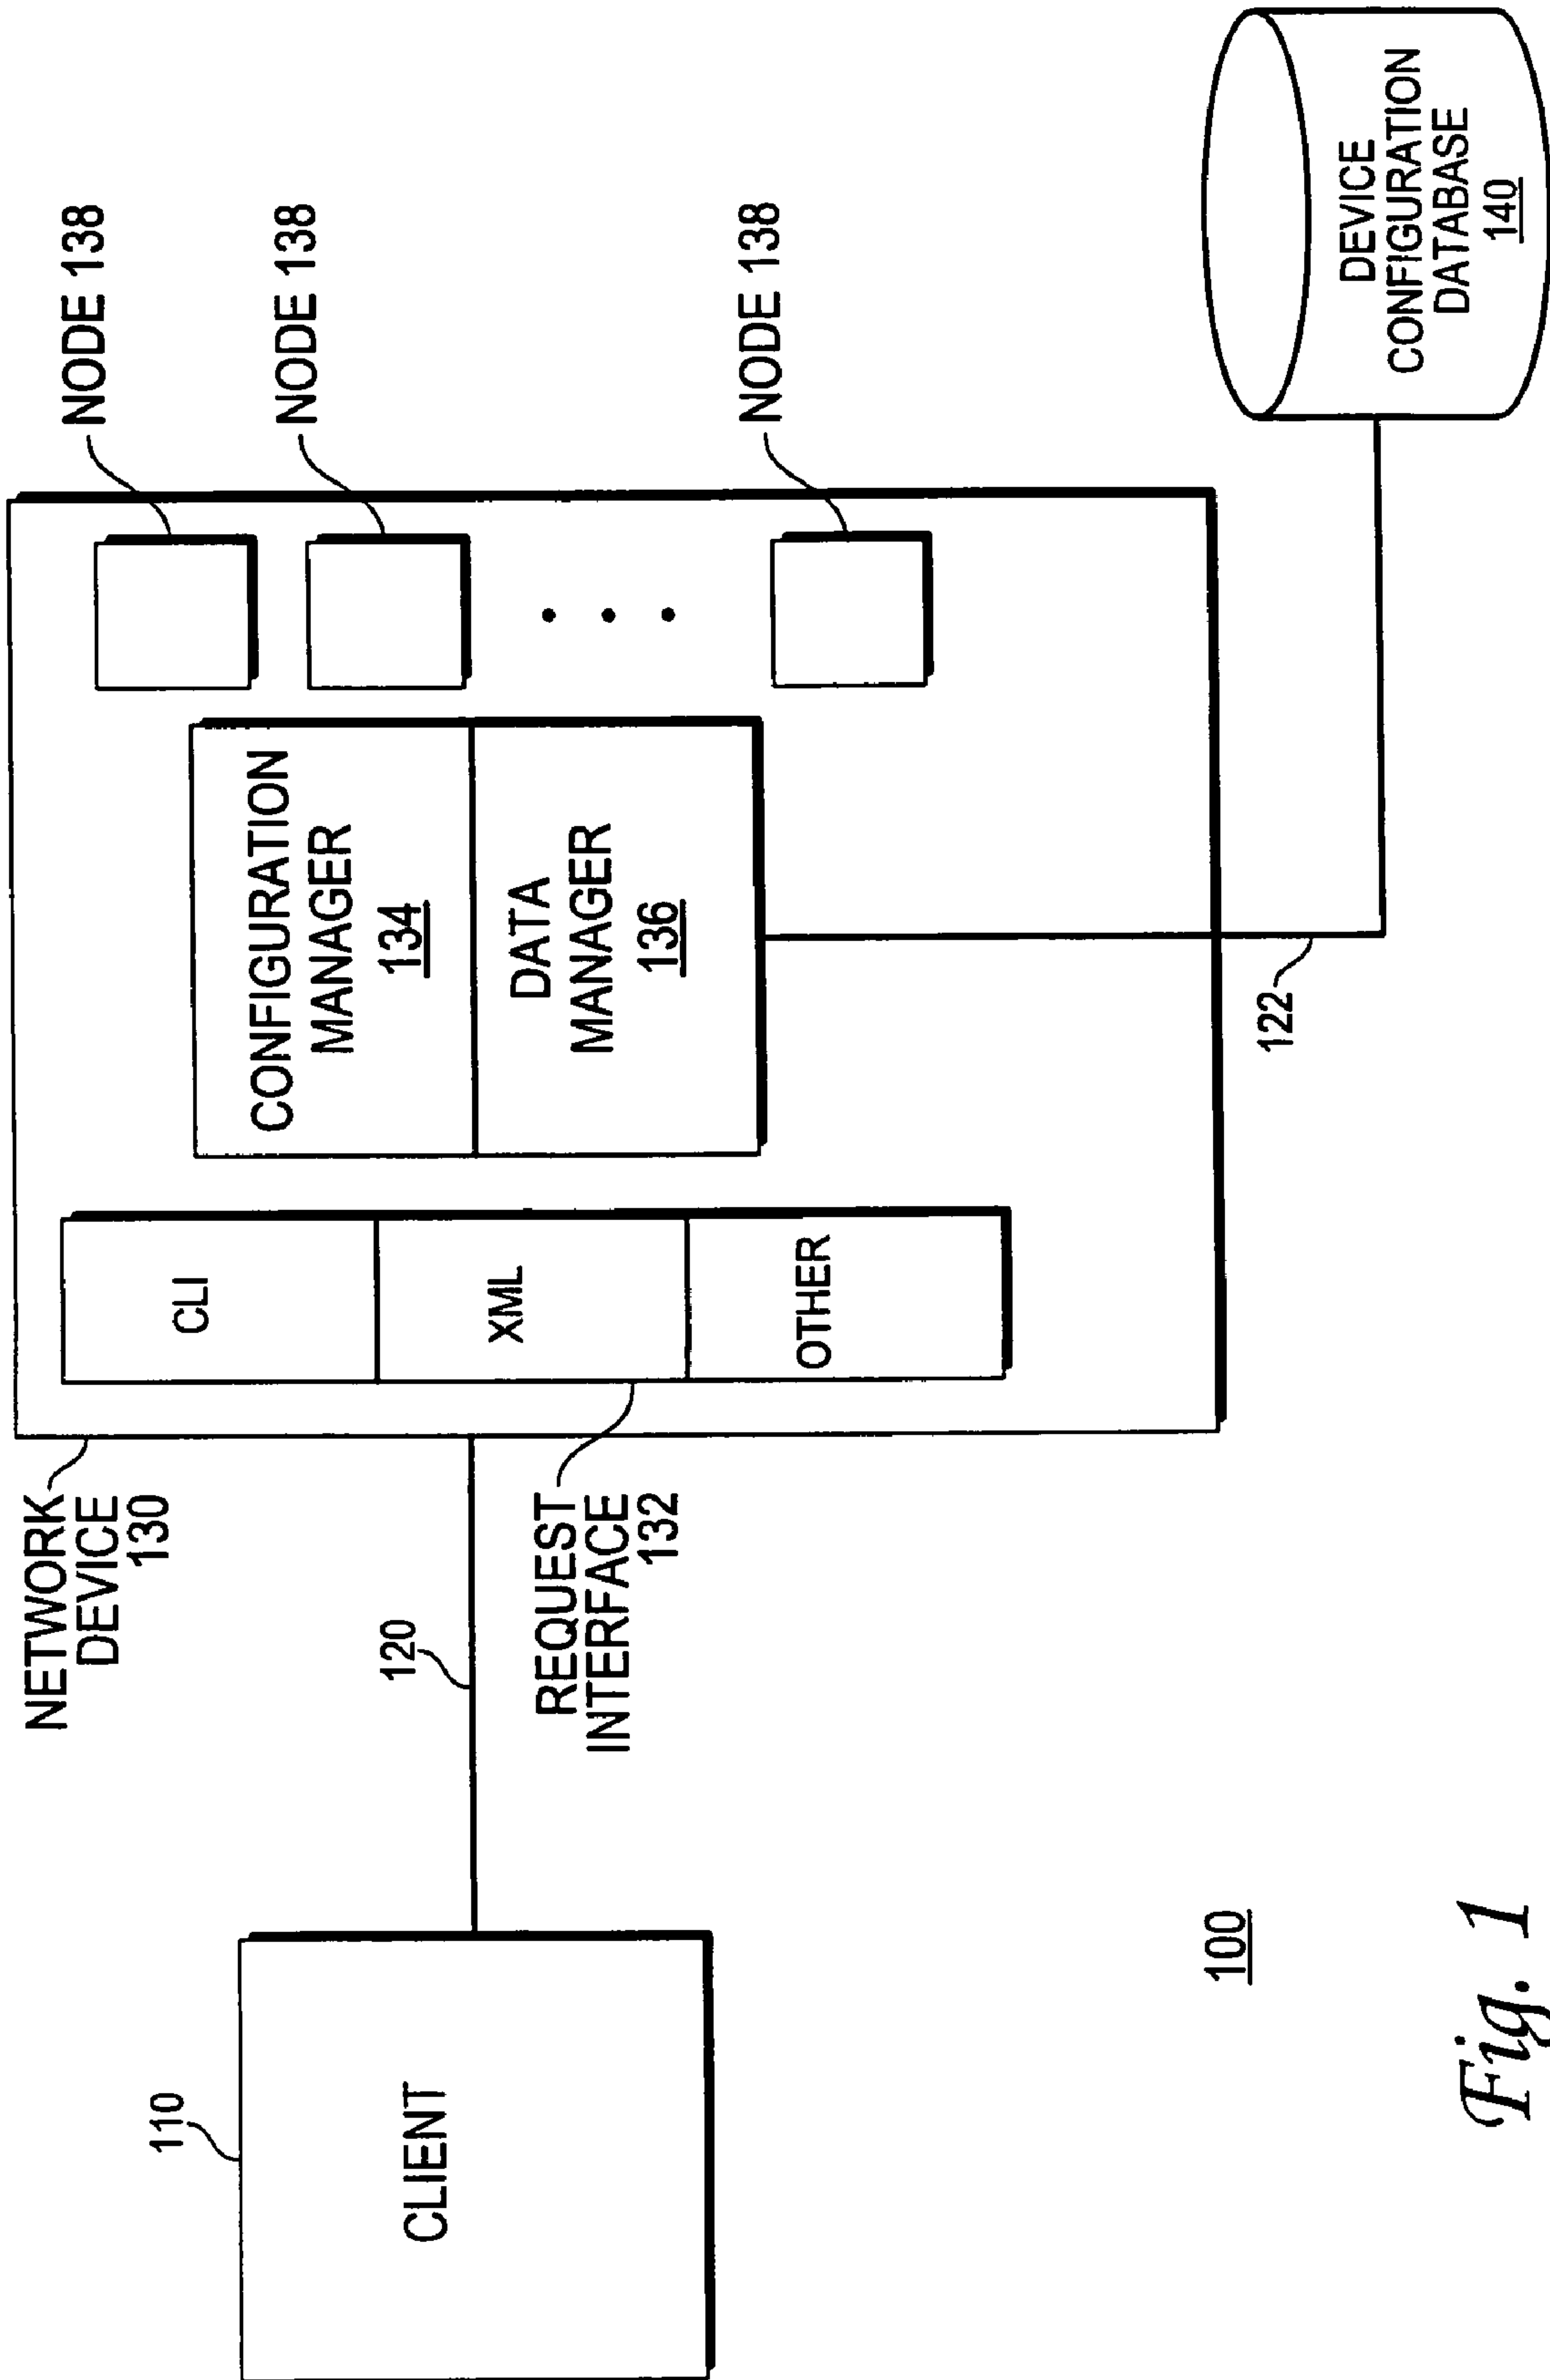 110
CLIENT
120
NETWORK
DEVICE
130
REQUEST
INTERFACE
132
CLI
XML
OTHER
CONFIGURATION
MANAGER
134
DATA
MANAGER
136
NODE 138
NODE 138
NODE 138
122
DEVICE
CONFIGURATION
DATABASE
140
100
Fig. 1